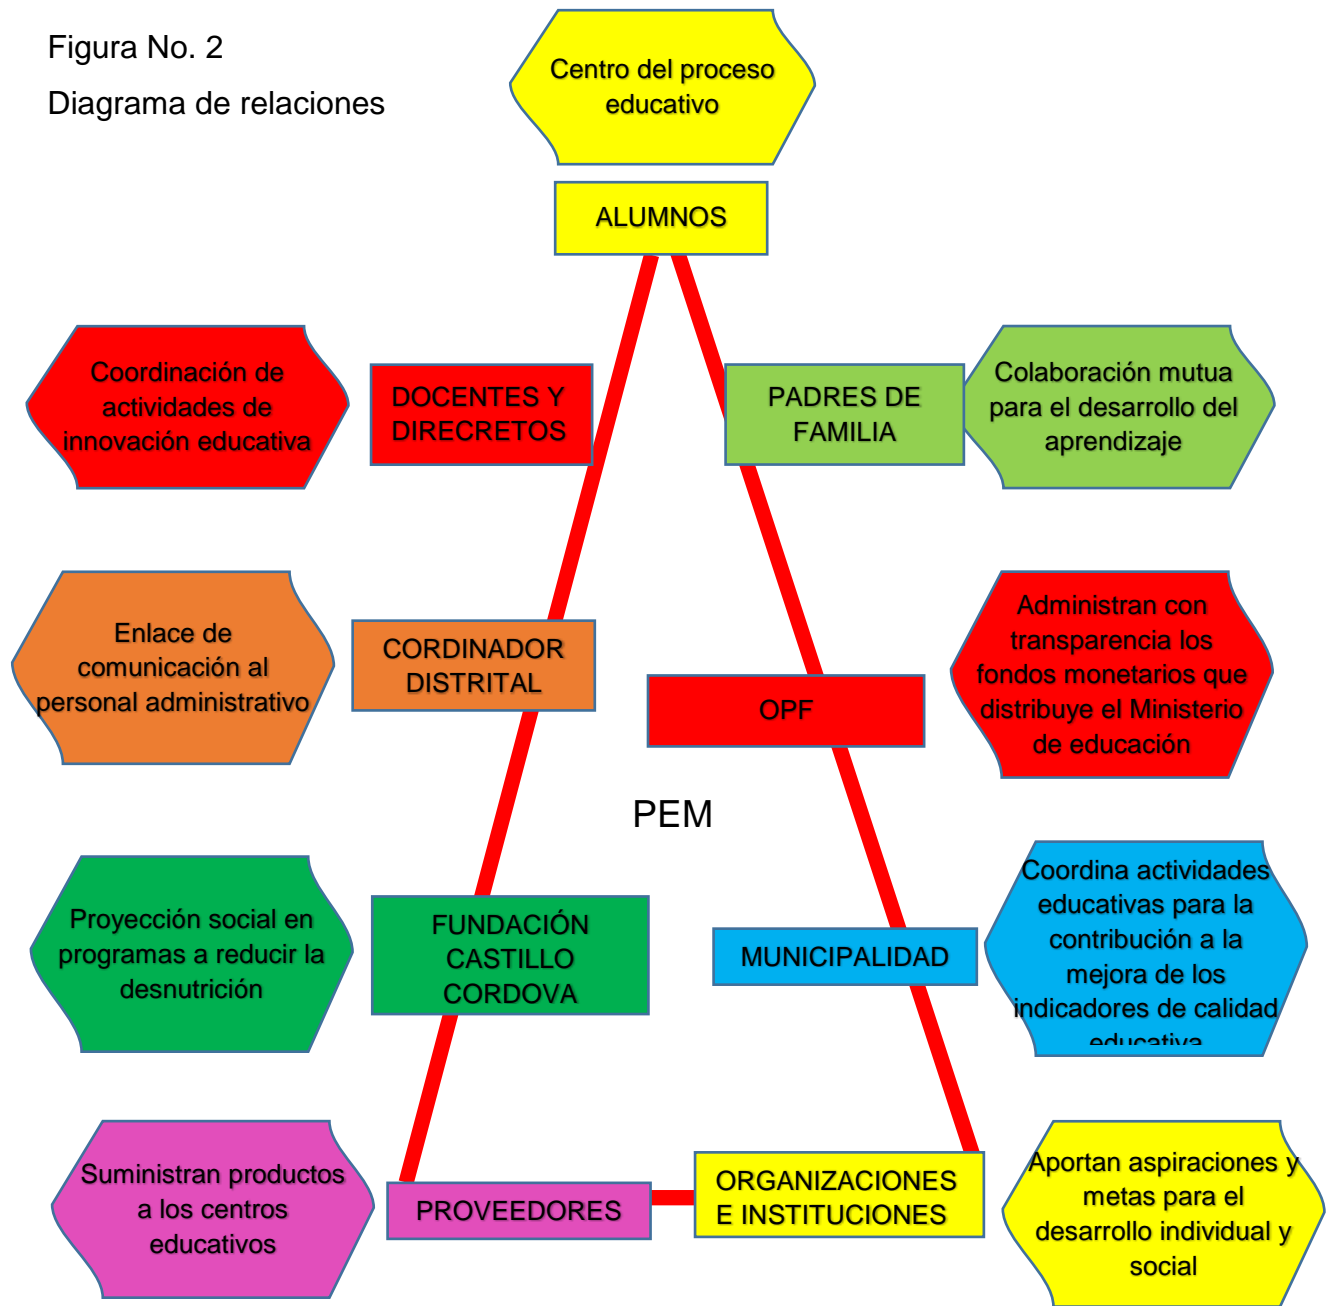 Figura No. 2
Diagrama de relaciones
Centro del proceso
educativo
ALUMNOS
Coordinación de
actividades de
innovación educativa
DOCENTES Y
DIRECRETOS
PADRES DE
FAMILIA
Colaboración mutua
para el desarrollo del
aprendizaje
Enlace de
comunicación al
personal administrativo
CORDINADOR
DISTRITAL
OPF
Administran con
transparencia los
fondos monetarios que
distribuye el Ministerio
de educación
PEM
Proyección social en
programas a reducir la
desnutrición
FUNDACIÓN
CASTILLO
CORDOVA
MUNICIPALIDAD
Coordina actividades
educativas para la
contribución a la
mejora de los
indicadores de calidad
educativa
Suministran productos
a los centros
educativos
PROVEEDORES
ORGANIZACIONES
E INSTITUCIONES
Aportan aspiraciones y
metas para el
desarrollo individual y
social